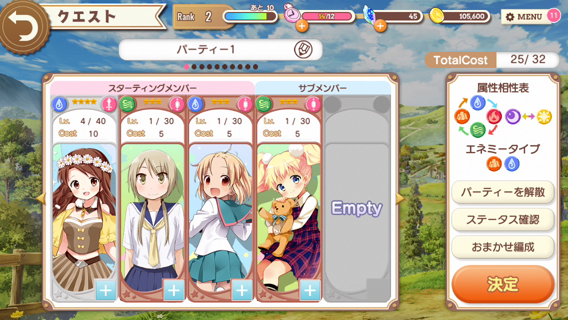 クエスト
Rank 2
あと 10
/12
45
105,600
MENU 11
パーティー1
TotalCost 25/ 32
スターティングメンバー
サブメンバー
Lv. 4 / 40
Cost 10
Lv. 1 / 30
Cost 5
Lv. 1 / 30
Cost 5
Lv. 1 / 30
Cost 5
Empty
属性相性表
エネミータイプ
パーティーを解散
ステータス確認
おまかせ編成
決定